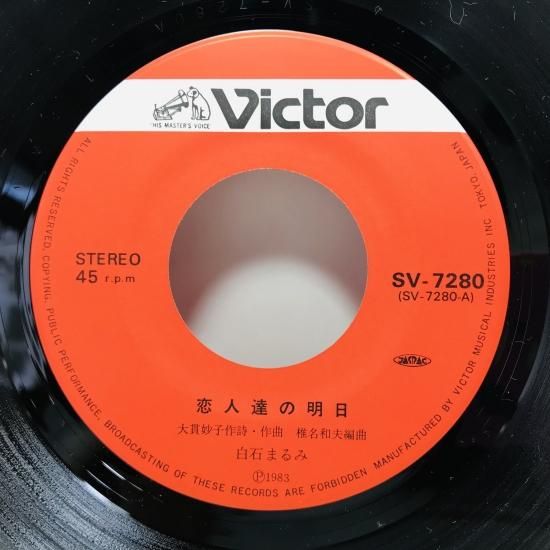 Victor
"HIS MASTER'S VOICE"
STEREO
45 r.p.m
SV-7280
(SV-7280-A)
JASRAC
恋人達の明日
大貫妙子作詩・作曲 椎名和夫編曲
白石まるみ
Ⓟ1983
ALL RIGHTS RESERVED. COPYING, PUBLIC PERFORMANCE, BROADCASTING OF THESE RECORDS ARE FORBIDDEN MANUFACTURED BY VICTOR MUSICAL INDUSTRIES INC TOKYO, JAPAN